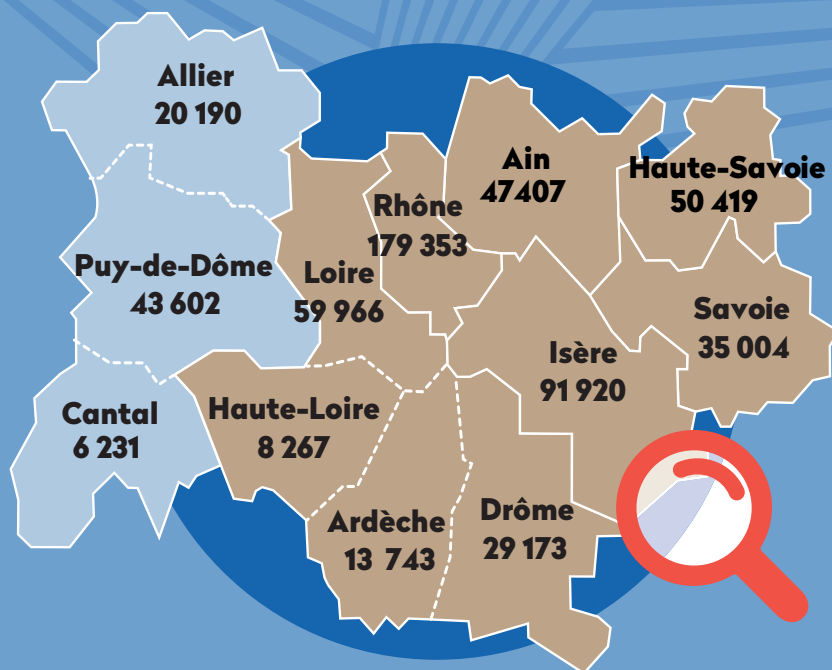 Allier
20 190
Ain
47407
Haute-Savoie
50 419
Rhône
179 353
Puy-de-Dôme
43 602
Loire
59 966
Savoie
35 004
Isère
91 920
Cantal
6 231
Haute-Loire
8 267
Ardèche
13 743
Drôme
29 173